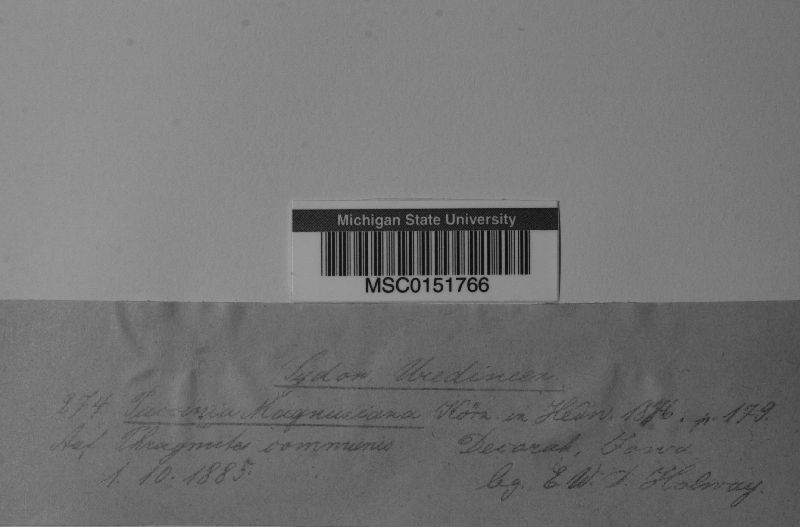 Michigan State University
MSC0151766
Sydow, Uredineen.
274 Puccinia Magnusiana Körn. in Hedw. 1876. p. 179.
Auf Phragmites communis Decorah, Iowa
1. 10. 1885. leg. E. W. D. Holway.